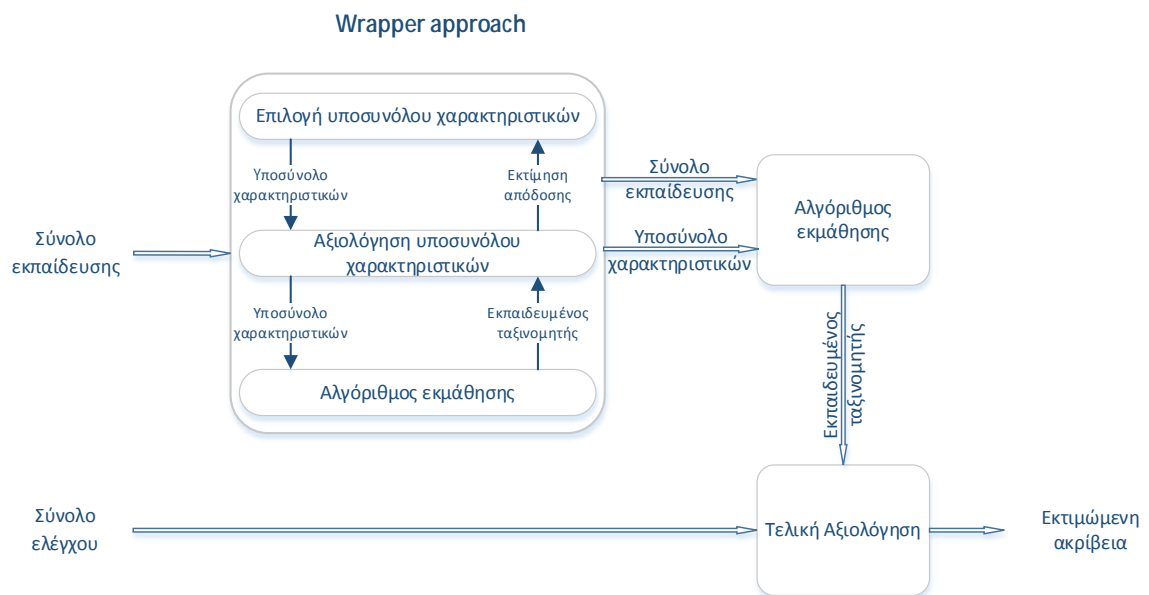 Wrapper approach
Επιλογή υποσυνόλου χαρακτηριστικών
Υποσύνολο
χαρακτηριστικών
Εκτίμηση
απόδοσης
Σύνολο
εκπαίδευσης
Αξιολόγηση υποσυνόλου
χαρακτηριστικών
Υποσύνολο
χαρακτηριστικών
Εκπαιδευμένος
ταξινομητής
Αλγόριθμος εκμάθησης
Σύνολο
εκπαίδευσης
Υποσύνολο
χαρακτηριστικών
Αλγόριθμος
εκμάθησης
Εκπαιδευμένος
ταξινομητής
Σύνολο
ελέγχου
Τελική Αξιολόγηση
Εκτιμώμενη
ακρίβεια